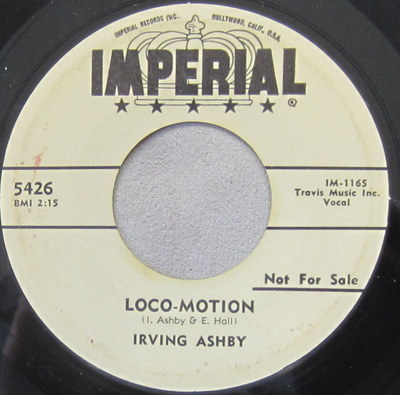 IMPERIAL RECORDS INC. HOLLYWOOD, CALIF. U.S.A.
IMPERIAL
®
5426
BMI 2:15
IM-1165
Travis Music Inc.
Vocal
Not For Sale
LOCO-MOTION
(I. Ashby & E. Hall)
IRVING ASHBY